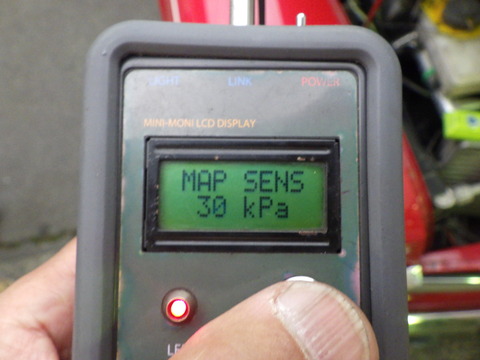 LIGHT LINK POWER
MINI-MONI LCD DISPLAY
MAP SENS
30 kPa